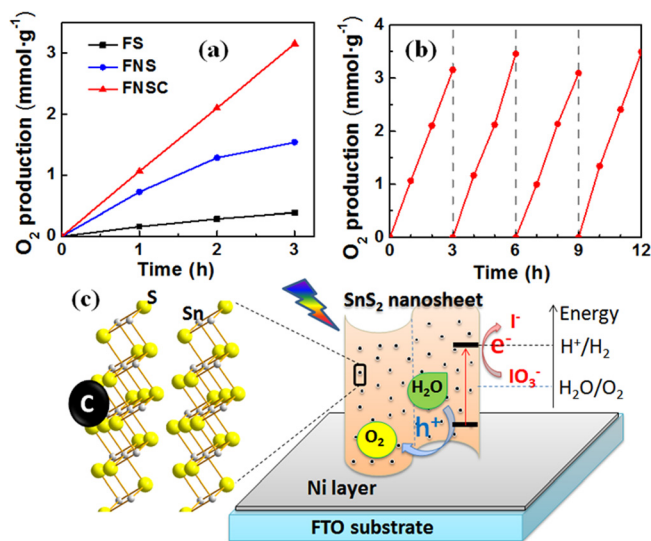 (a)
FS
FNS
FNSC
O₂ production (mmol·g⁻¹)
0
1
2
3
0
1
2
3
Time (h)
(b)
O₂ production (mmol·g⁻¹)
0
1
2
3
4
0
3
6
9
12
Time (h)
(c)
S
Sn
C
SnS₂ nanosheet
I⁻
e⁻
IO₃⁻
Energy
H⁺/H₂
H₂O/O₂
H₂O
h⁺
O₂
Ni layer
FTO substrate